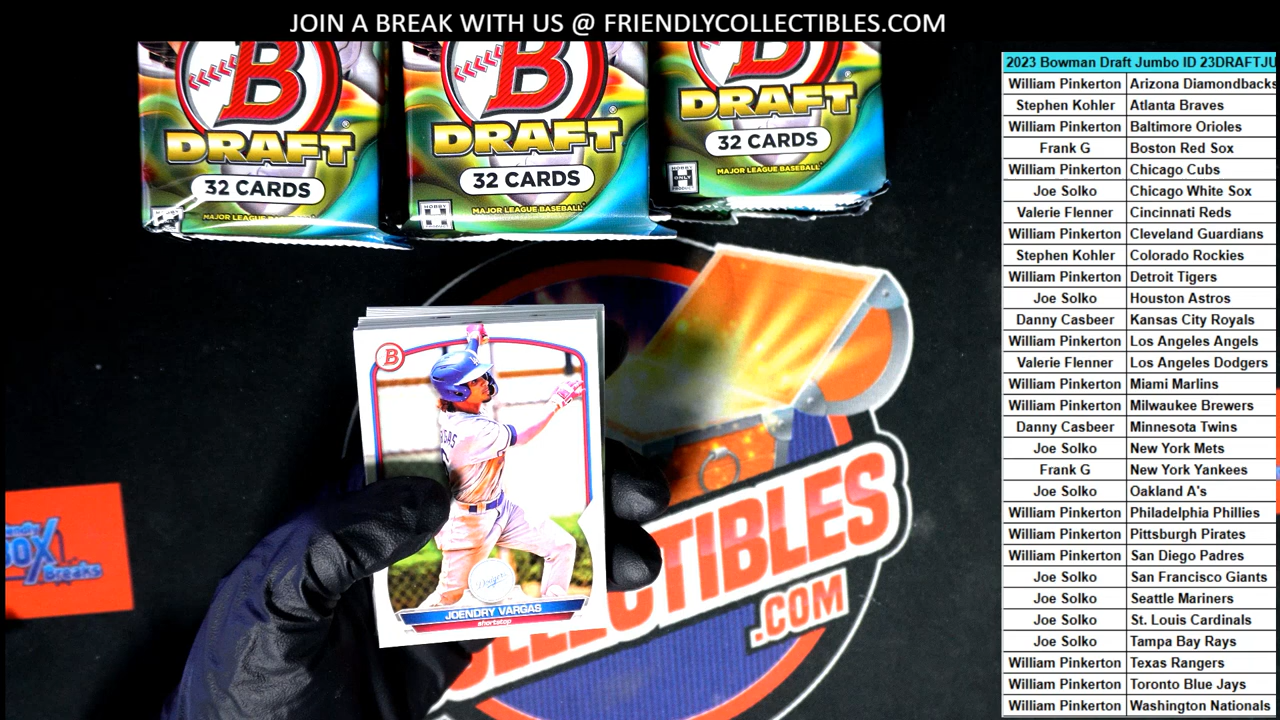 JOIN A BREAK WITH US @ FRIENDLYCOLLECTIBLES.COM
B
DRAFT
32 CARDS
MAJOR LEAGUE BASEBALL
B
DRAFT
32 CARDS
MAJOR LEAGUE BASEBALL
B
DRAFT
32 CARDS
MAJOR LEAGUE BASEBALL
HOBBY
ONLY
B
Dodgers
JOENDRY VARGAS
shortstop
COLLECTIBLES
.COM
BOX
Breaks
2023 Bowman Draft Jumbo ID 23DRAFTJU
William Pinkerton Arizona Diamondbacks
Stephen Kohler Atlanta Braves
William Pinkerton Baltimore Orioles
Frank G Boston Red Sox
William Pinkerton Chicago Cubs
Joe Solko Chicago White Sox
Valerie Flenner Cincinnati Reds
William Pinkerton Cleveland Guardians
Stephen Kohler Colorado Rockies
William Pinkerton Detroit Tigers
Joe Solko Houston Astros
Danny Casbeer Kansas City Royals
William Pinkerton Los Angeles Angels
Valerie Flenner Los Angeles Dodgers
William Pinkerton Miami Marlins
William Pinkerton Milwaukee Brewers
Danny Casbeer Minnesota Twins
Joe Solko New York Mets
Frank G New York Yankees
Joe Solko Oakland A's
William Pinkerton Philadelphia Phillies
William Pinkerton Pittsburgh Pirates
William Pinkerton San Diego Padres
Joe Solko San Francisco Giants
Joe Solko Seattle Mariners
Joe Solko St. Louis Cardinals
Joe Solko Tampa Bay Rays
William Pinkerton Texas Rangers
William Pinkerton Toronto Blue Jays
William Pinkerton Washington Nationals